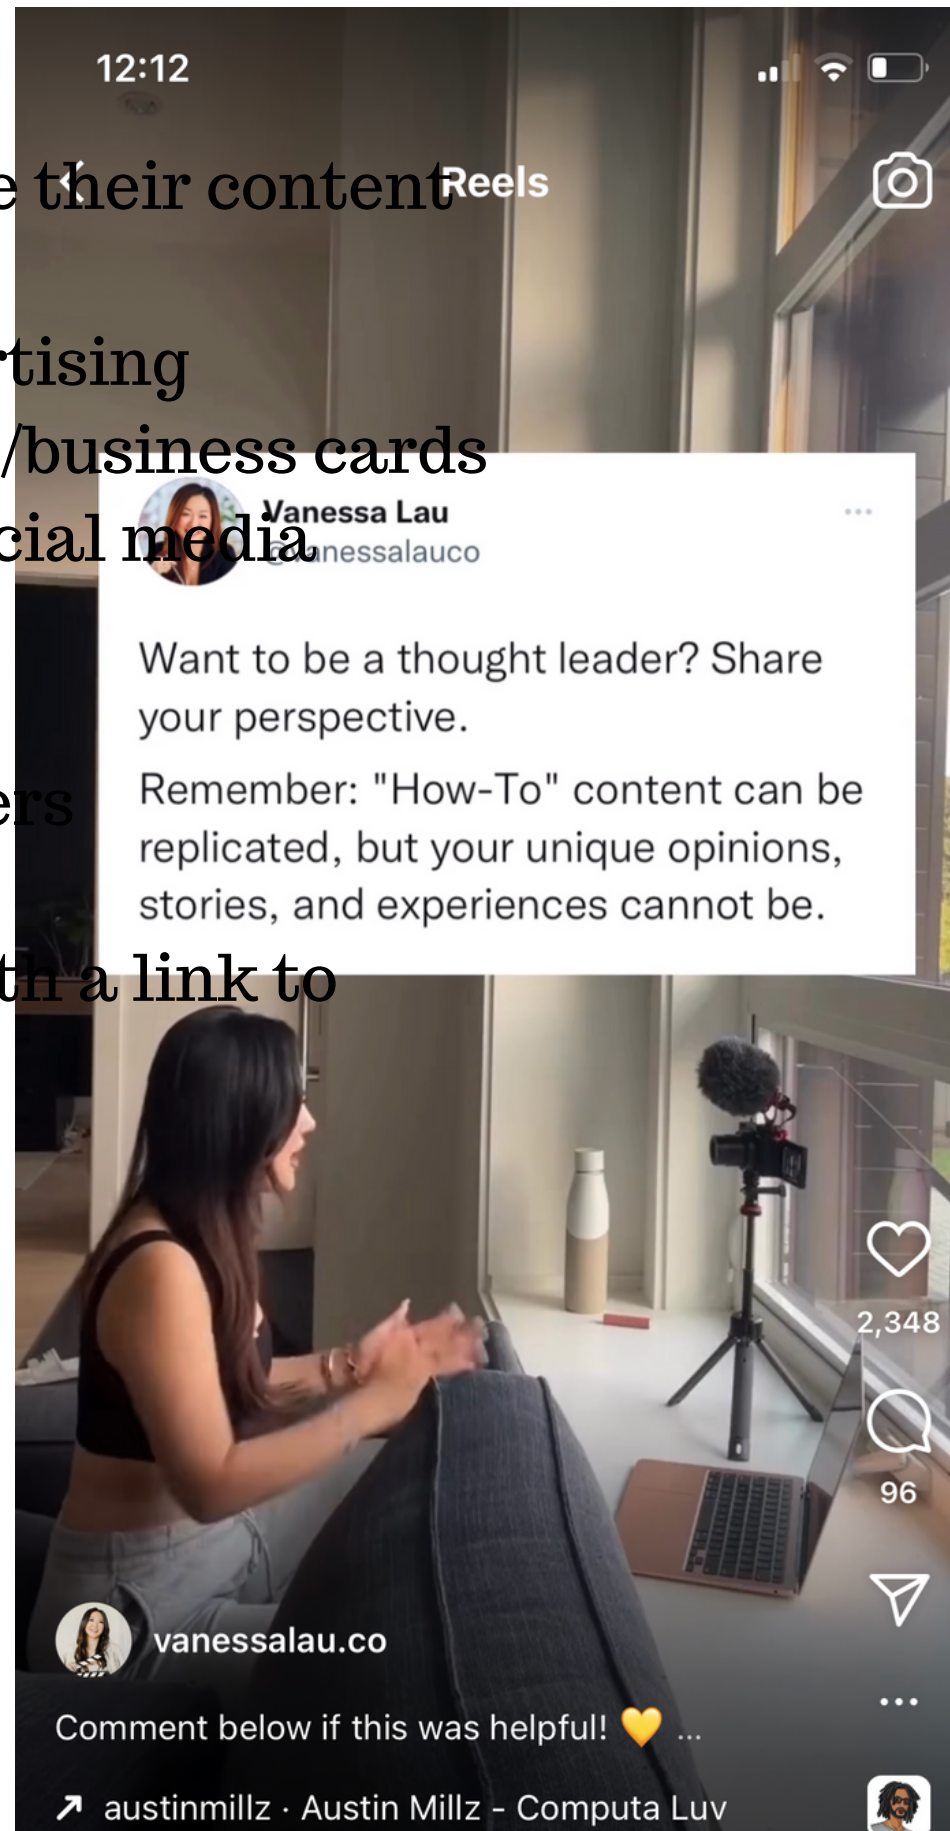 12:12
e their content
Reels
rtising
/business cards
cial media
Vanessa Lau
@vanessalauco
Want to be a thought leader? Share
your perspective.
Remember: "How-To" content can be
replicated, but your unique opinions,
stories, and experiences cannot be.
ers
th a link to
2,348
96
vanessalau.co
Comment below if this was helpful! 💛 ...
austinmillz · Austin Millz - Computa Luv